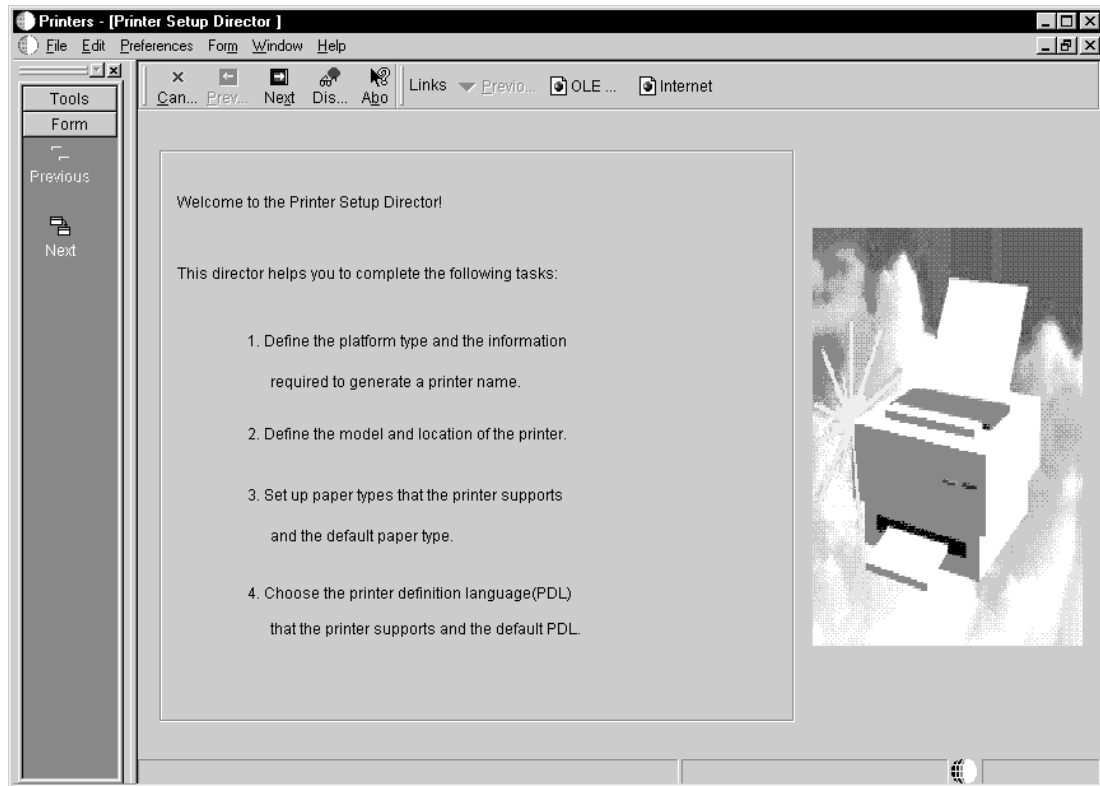 Printers - [Printer Setup Director ]
File Edit Preferences Form Window Help
Can... Prev... Next Dis... Abo Links Previo... OLE ... Internet
Tools
Form
Previous
Next
Welcome to the Printer Setup Director!
This director helps you to complete the following tasks:
1. Define the platform type and the information
required to generate a printer name.
2. Define the model and location of the printer.
3. Set up paper types that the printer supports
and the default paper type.
4. Choose the printer definition language(PDL)
that the printer supports and the default PDL.